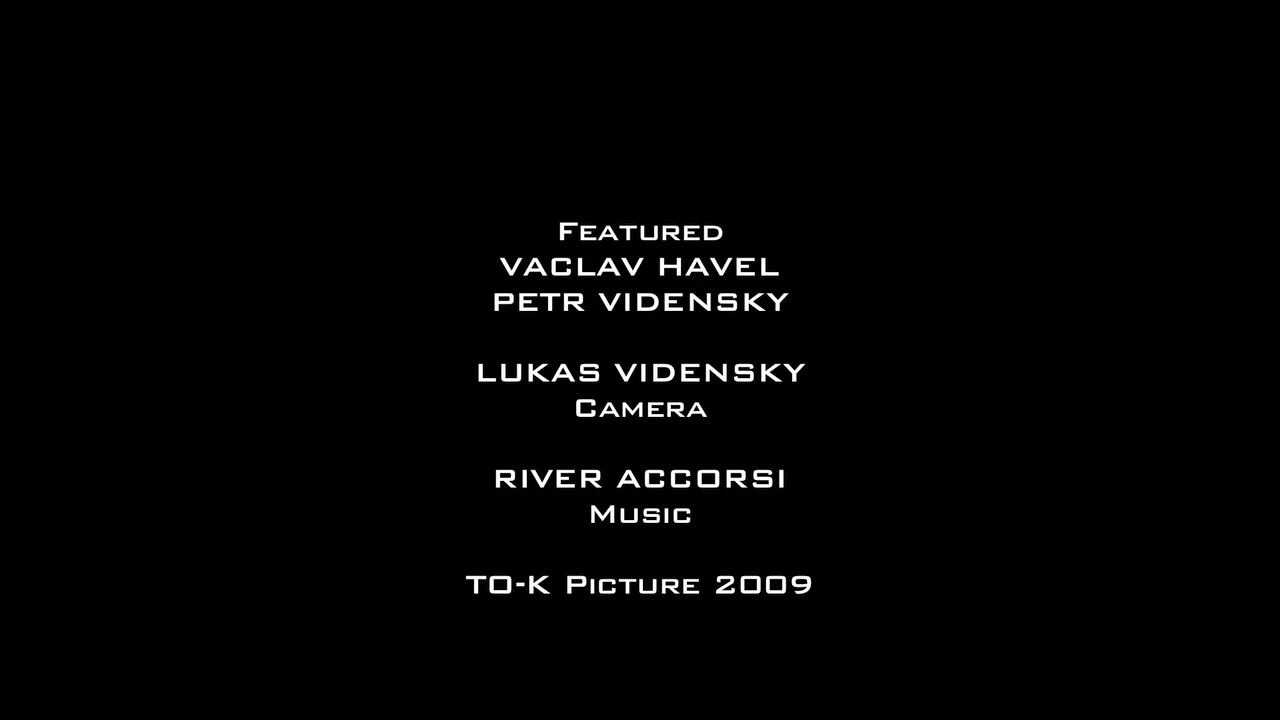 Featured
VACLAV HAVEL
PETR VIDENSKY
LUKAS VIDENSKY
Camera
RIVER ACCORSI
Music
TO-K Picture 2009